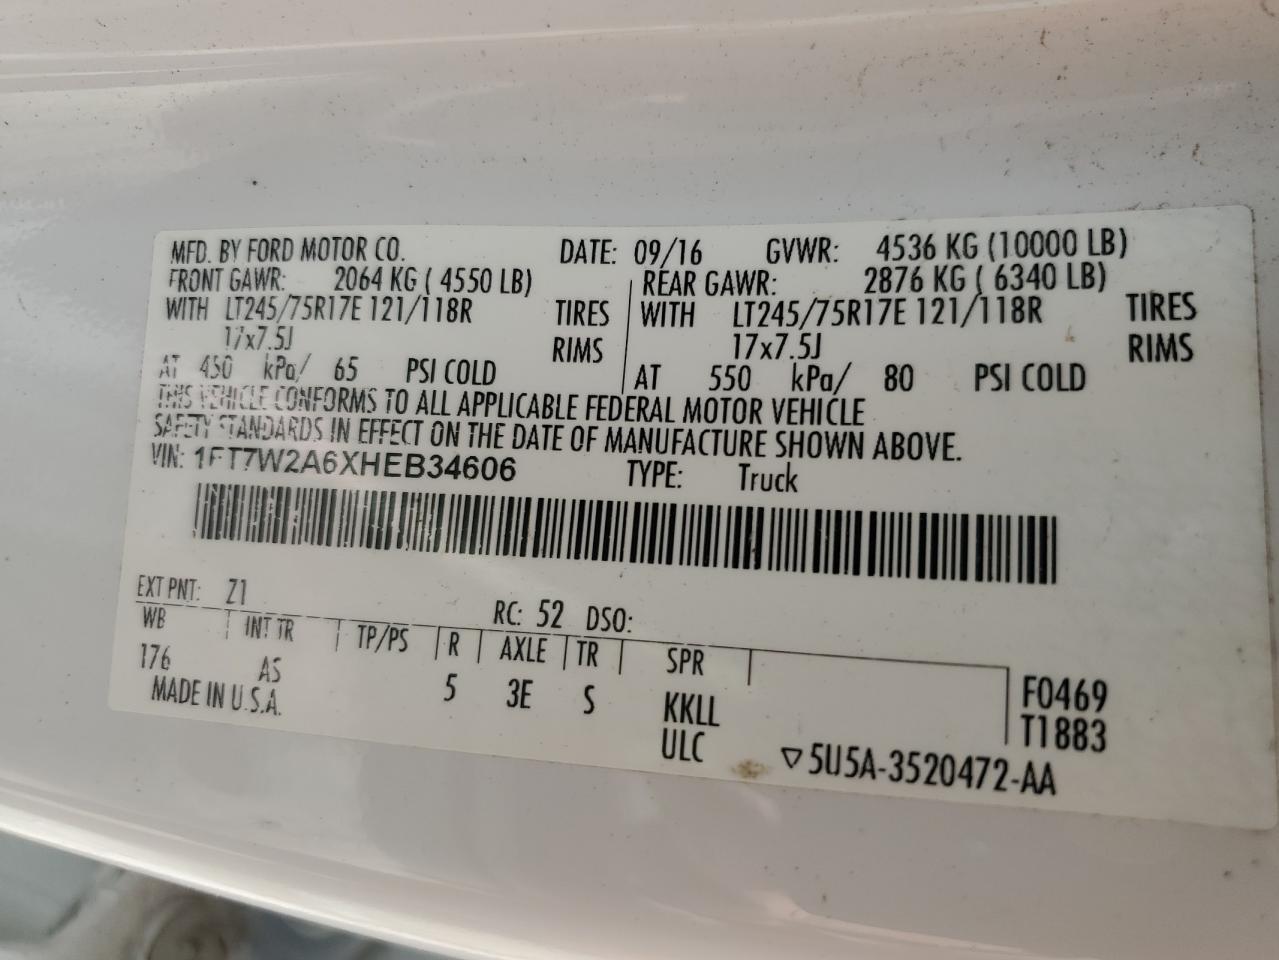 MFD. BY FORD MOTOR CO. DATE: 09/16 GVWR: 4536 KG (10000 LB)
FRONT GAWR: 2064 KG ( 4550 LB) REAR GAWR: 2876 KG ( 6340 LB)
WITH LT245/75R17E 121/118R TIRES WITH LT245/75R17E 121/118R TIRES
17x7.5J RIMS 17x7.5J RIMS
AT 450 kPa/ 65 PSI COLD AT 550 kPa/ 80 PSI COLD
THIS VEHICLE CONFORMS TO ALL APPLICABLE FEDERAL MOTOR VEHICLE
SAFETY STANDARDS IN EFFECT ON THE DATE OF MANUFACTURE SHOWN ABOVE.
VIN: 1FT7W2A6XHEB34606 TYPE: Truck
EXT PNT: Z1 RC: 52 DSO:
WB INT TR TP/PS R AXLE TR SPR
176 AS 5 3E S KKLL F0469
MADE IN U.S.A. ULC T1883
▽5U5A-3520472-AA